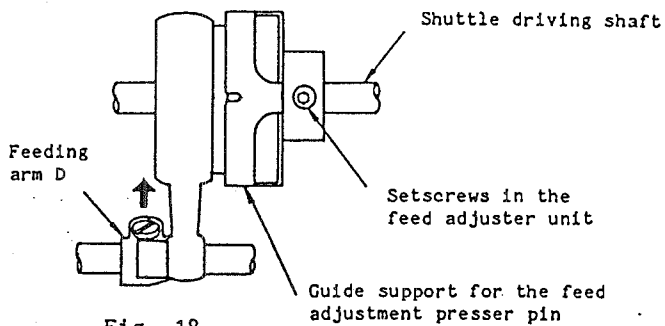 Shuttle driving shaft
Feeding
arm D
Setscrews in the
feed adjuster unit
Guide support for the feed
adjustment presser pin
Fig. 18